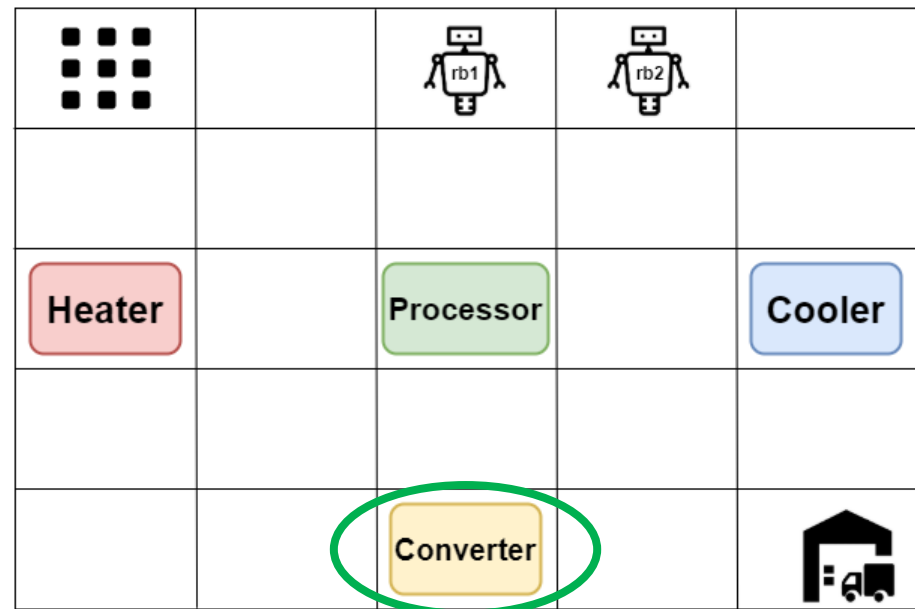 rb1
rb2
Heater
Processor
Cooler
Converter